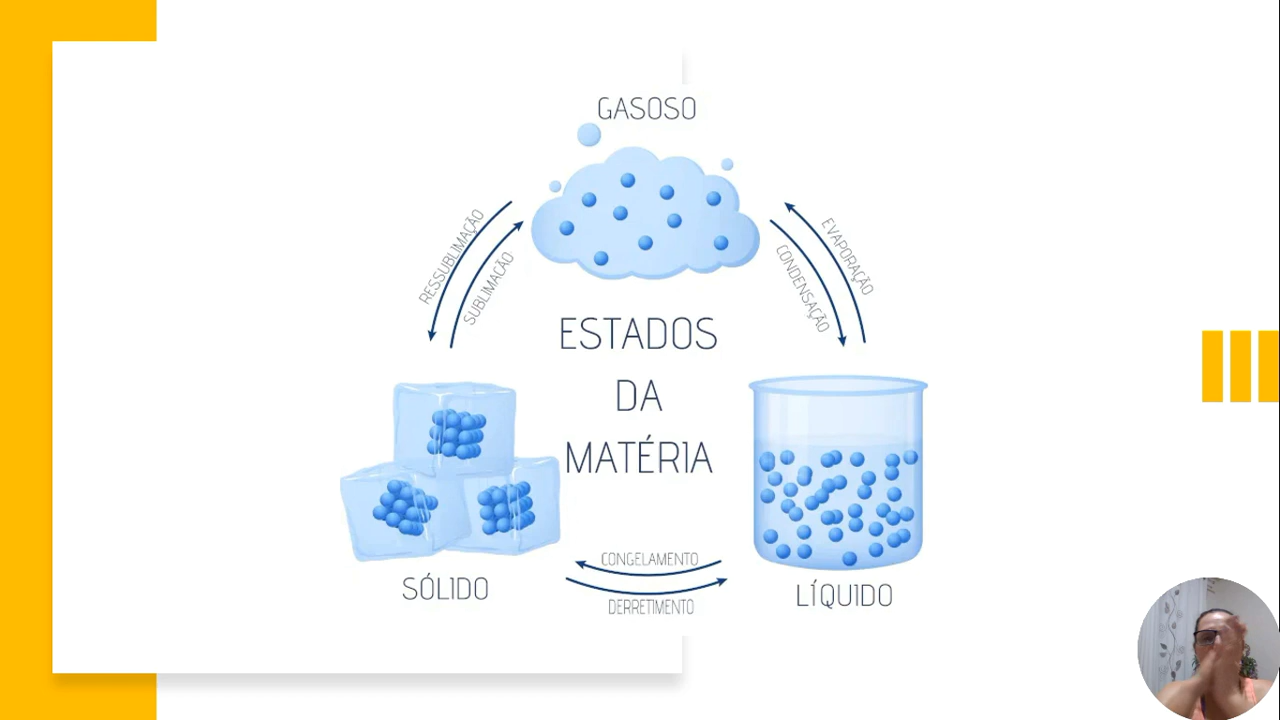 GASOSO
RESSUBLIMAÇÃO
SUBLIMAÇÃO
EVAPORAÇÃO
CONDENSAÇÃO
ESTADOS
DA
MATÉRIA
CONGELAMENTO
DERRETIMENTO
SÓLIDO
LÍQUIDO